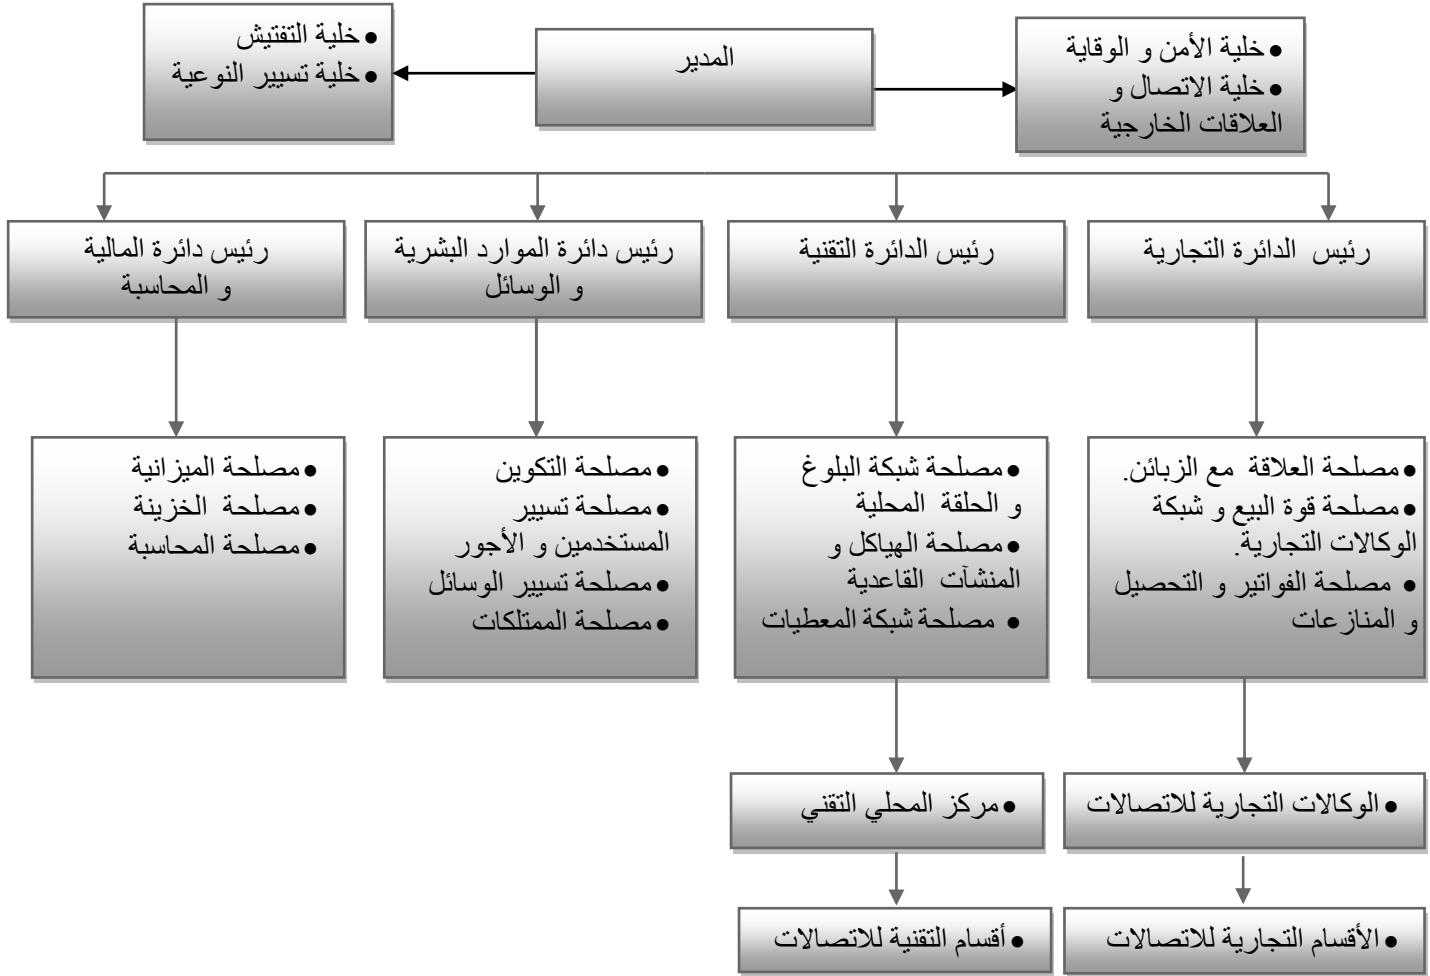 المدير
• خلية الأمن و الوقاية
• خلية الاتصال و
العلاقات الخارجية
• خلية التفتيش
• خلية تسيير النوعية
رئيس الدائرة التجارية
رئيس الدائرة التقنية
رئيس دائرة الموارد البشرية
و الوسائل
رئيس دائرة المالية
و المحاسبة
• مصلحة العلاقة مع الزبائن.
• مصلحة قوة البيع و شبكة
الوكالات التجارية.
• مصلحة الفواتير و التحصيل
و المنازعات
• مصلحة شبكة البلوغ
و الحلقة المحلية
• مصلحة الهياكل و
المنشآت القاعدية
• مصلحة شبكة المعطيات
• مصلحة التكوين
• مصلحة تسيير
المستخدمين و الأجور
• مصلحة تسيير الوسائل
• مصلحة الممتلكات
• مصلحة الميزانية
• مصلحة الخزينة
• مصلحة المحاسبة
• الوكالات التجارية للاتصالات
• مركز المحلي التقني
• الأقسام التجارية للاتصالات
• أقسام التقنية للاتصالات